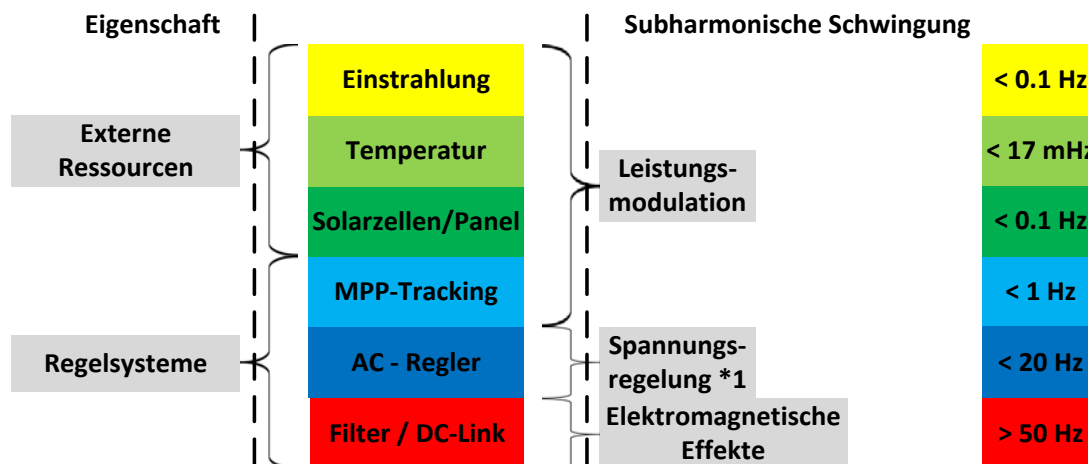 Eigenschaft
Subharmonische Schwingung
Einstrahlung
< 0.1 Hz
Externe
Ressourcen
Temperatur
< 17 mHz
Leistungs-
modulation
Solarzellen/Panel
< 0.1 Hz
MPP-Tracking
< 1 Hz
Regelsysteme
AC - Regler
Spannungs-
regelung *1
< 20 Hz
Filter / DC-Link
Elektromagnetische
Effekte
> 50 Hz